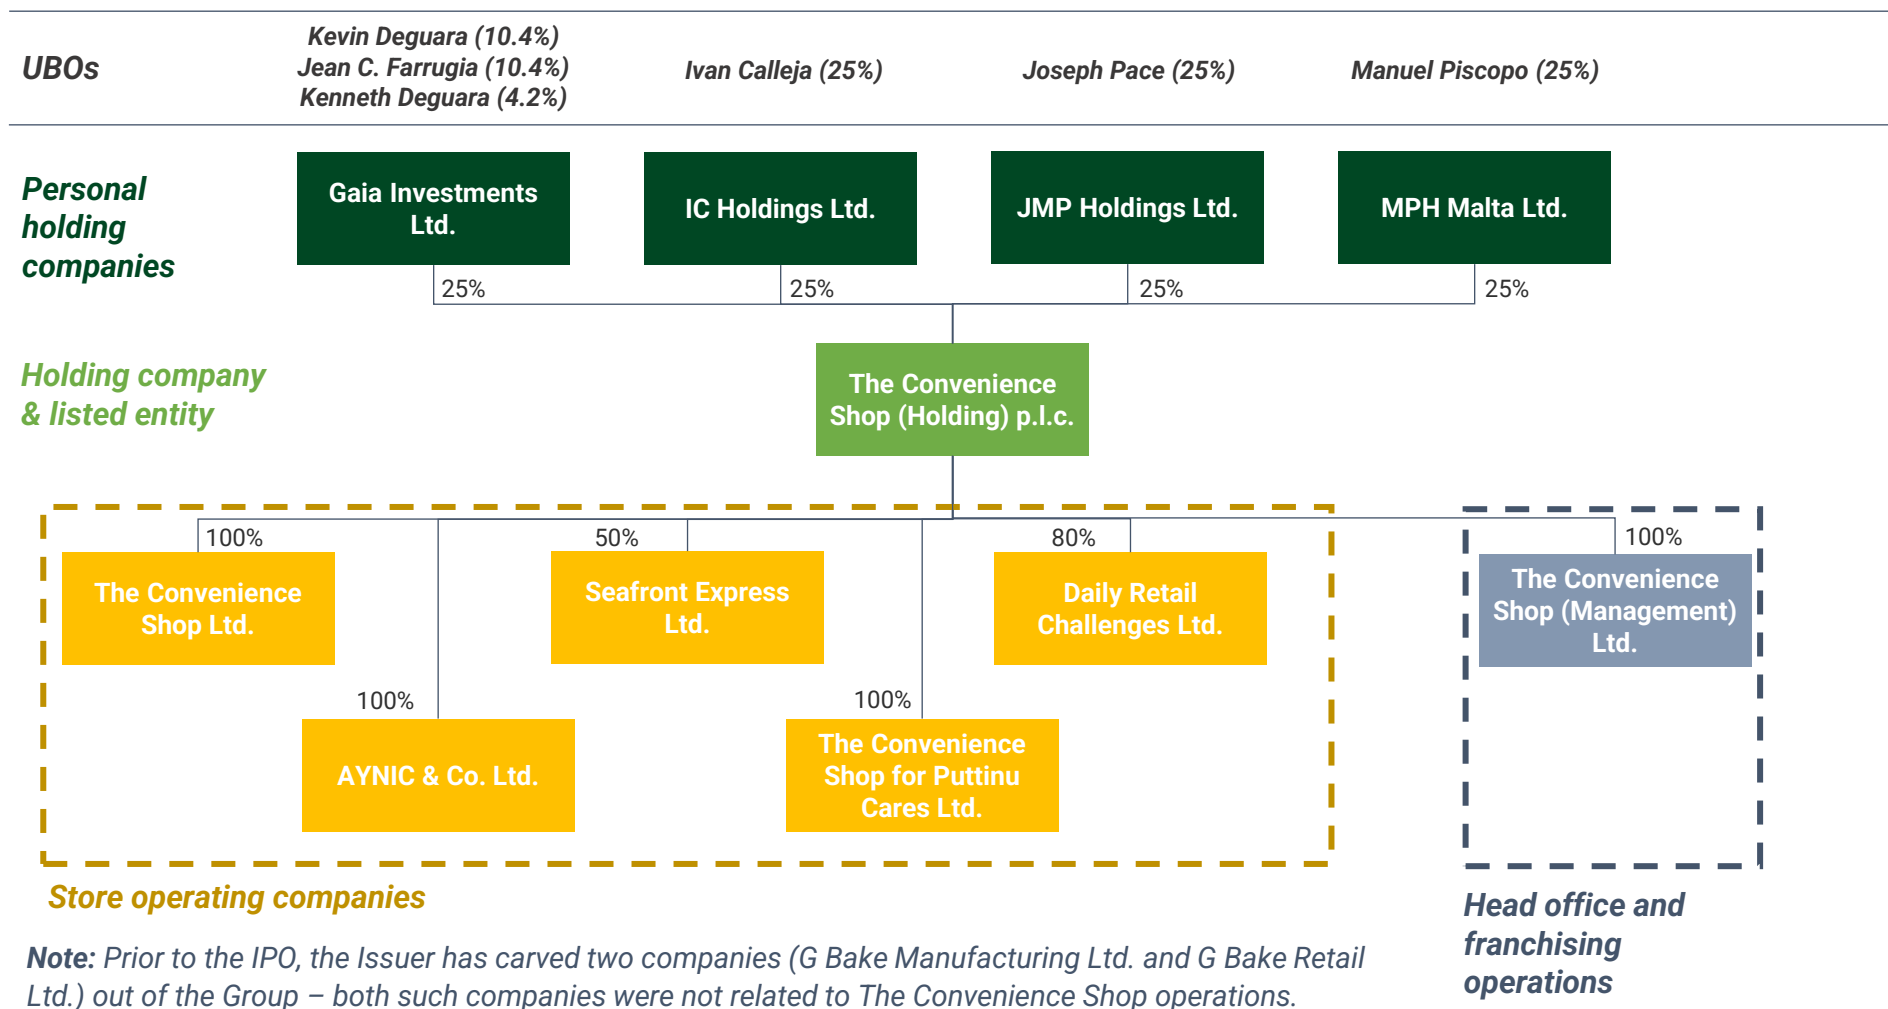 UBOs
Kevin Deguara (10.4%)
Jean C. Farrugia (10.4%)
Kenneth Deguara (4.2%)
Ivan Calleja (25%)
Joseph Pace (25%)
Manuel Piscopo (25%)
Personal
holding
companies
Gaia Investments
Ltd.
IC Holdings Ltd.
JMP Holdings Ltd.
MPH Malta Ltd.
25%
25%
25%
25%
Holding company
& listed entity
The Convenience
Shop (Holding) p.l.c.
100%
50%
80%
100%
The Convenience
Shop Ltd.
Seafront Express
Ltd.
Daily Retail
Challenges Ltd.
The Convenience
Shop (Management)
Ltd.
100%
100%
AYNIC & Co. Ltd.
The Convenience
Shop for Puttinu
Cares Ltd.
Store operating companies
Head office and
franchising
operations
Note: Prior to the IPO, the Issuer has carved two companies (G Bake Manufacturing Ltd. and G Bake Retail
Ltd.) out of the Group – both such companies were not related to The Convenience Shop operations.